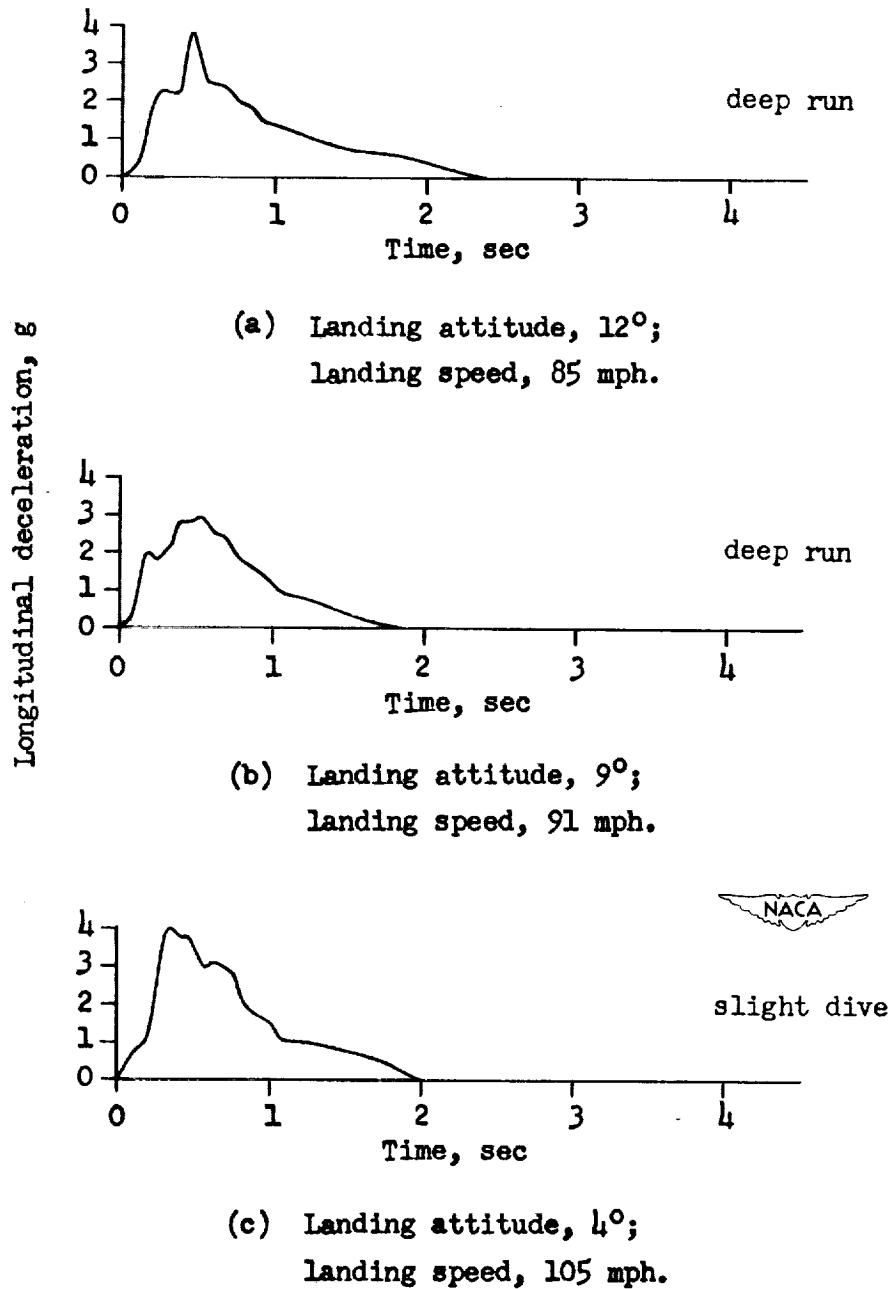 Longitudinal deceleration, g
4
3
2
1
0
deep run
0 1 2 3 4
Time, sec
(a) Landing attitude, 12°;
landing speed, 85 mph.
4
3
2
1
0
deep run
0 1 2 3 4
Time, sec
(b) Landing attitude, 9°;
landing speed, 91 mph.
NACA
4
3
2
1
0
slight dive
0 1 2 3 4
Time, sec
(c) Landing attitude, 4°;
landing speed, 105 mph.